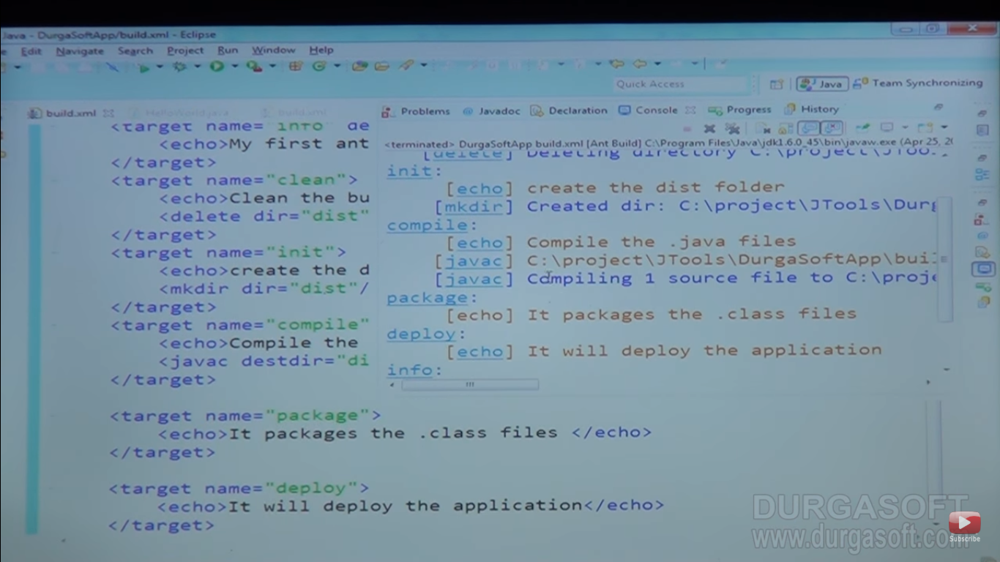 Java - DurgaSoftApp/build.xml - Eclipse
Edit Navigate Search Project Run Window Help
Quick Access
Java
Team Synchronizing
build.xml
HelloWorld.java
build.xml
<target name="info" de
<echo>My first ant
</target>
<target name="clean">
<echo>Clean the bu
<delete dir="dist"
</target>
<target name="init">
<echo>create the d
<mkdir dir="dist"/
</target>
<target name="compile"
<echo>Compile the
<javac destdir="di
</target>
<target name="package">
<echo>It packages the .class files </echo>
</target>
<target name="deploy">
<echo>It will deploy the application</echo>
</target>
Problems @ Javadoc Declaration Console Progress History
<terminated> DurgaSoftApp build.xml [Ant Build] C:\Program Files\Java\jdk1.6.0_45\bin\javaw.exe (Apr 25, 20
[delete] Deleting directory C:\project\JTool
init:
[echo] create the dist folder
[mkdir] Created dir: C:\project\JTools\Durg
compile:
[echo] Compile the .java files
[javac] C:\project\JTools\DurgaSoftApp\buil
[javac] Compiling 1 source file to C:\proje
package:
[echo] It packages the .class files
deploy:
[echo] It will deploy the application
info:
DURGASOFT
www.durgasoft.com
Subscribe